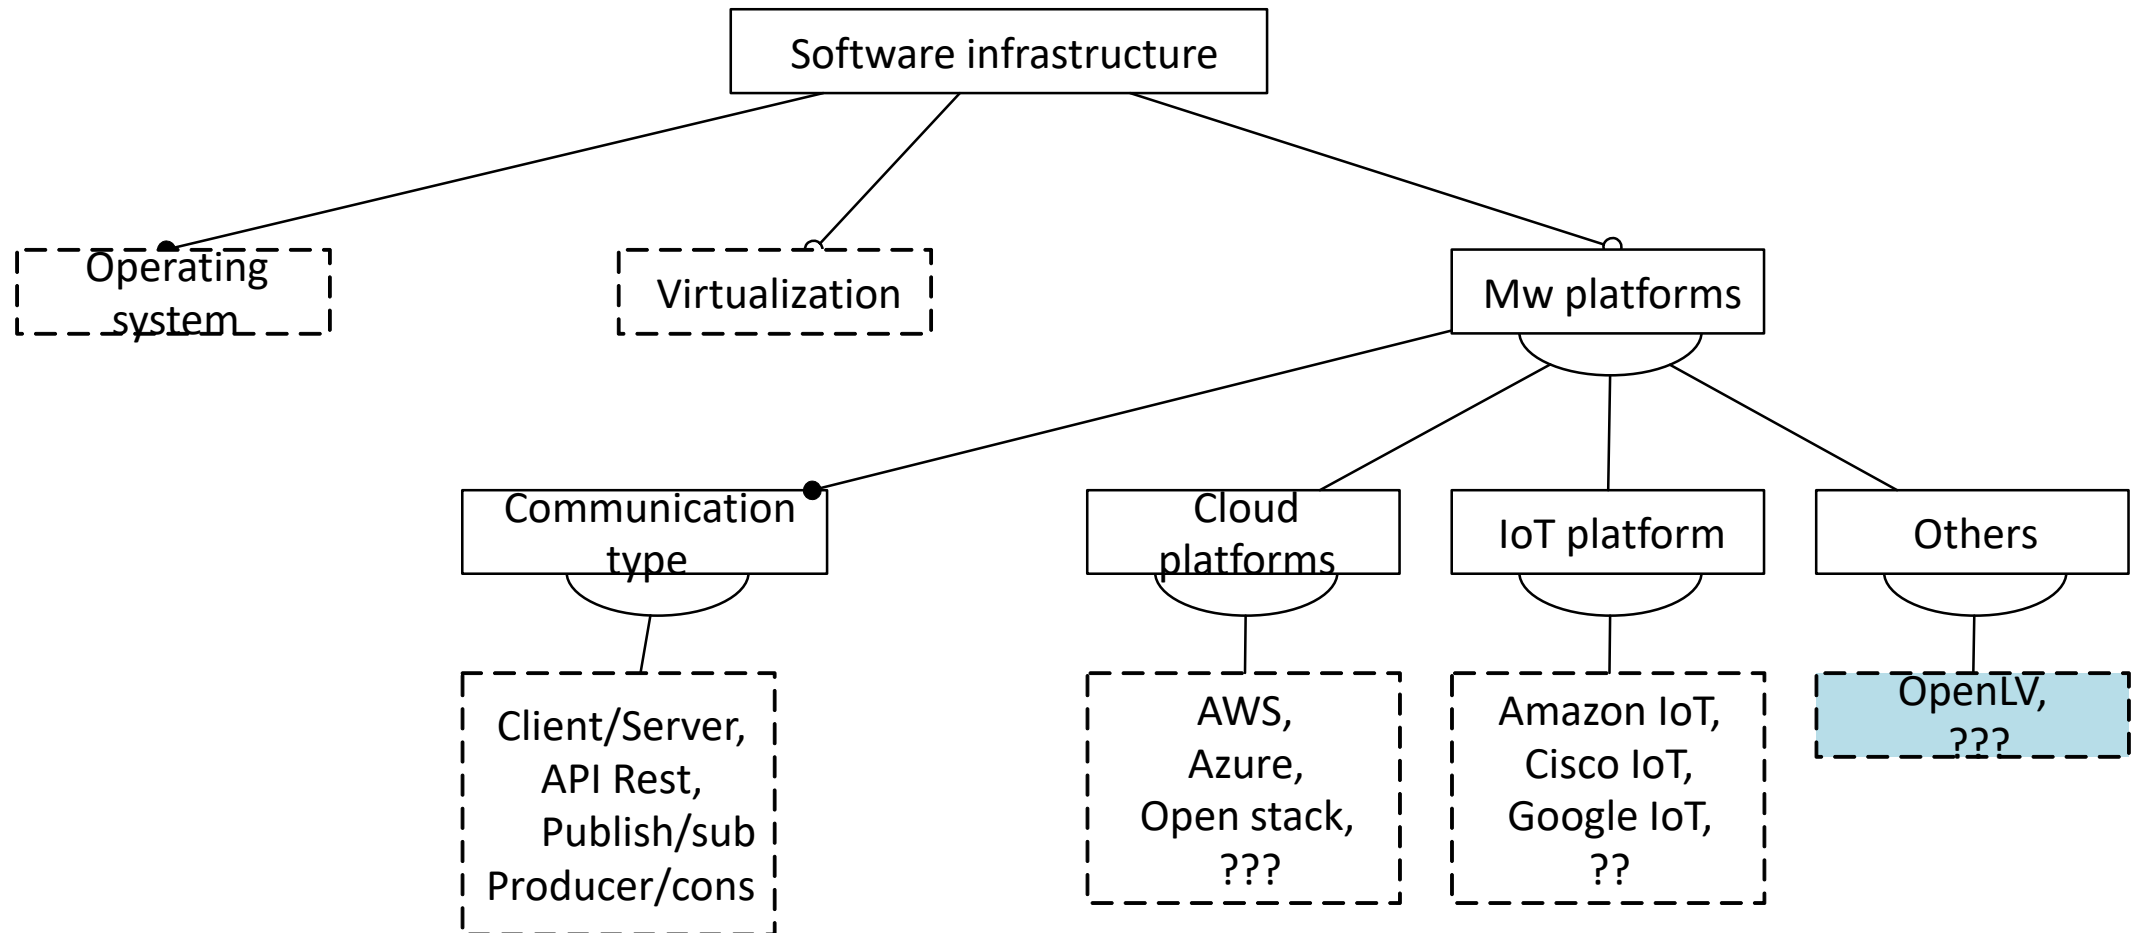 Software infrastructure
Operating
system
Virtualization
Mw platforms
Communication
type
Cloud
platforms
IoT platform
Others
Client/Server,
API Rest,
Publish/sub
Producer/cons
AWS,
Azure,
Open stack,
???
Amazon IoT,
Cisco IoT,
Google IoT,
??
OpenLV,
???